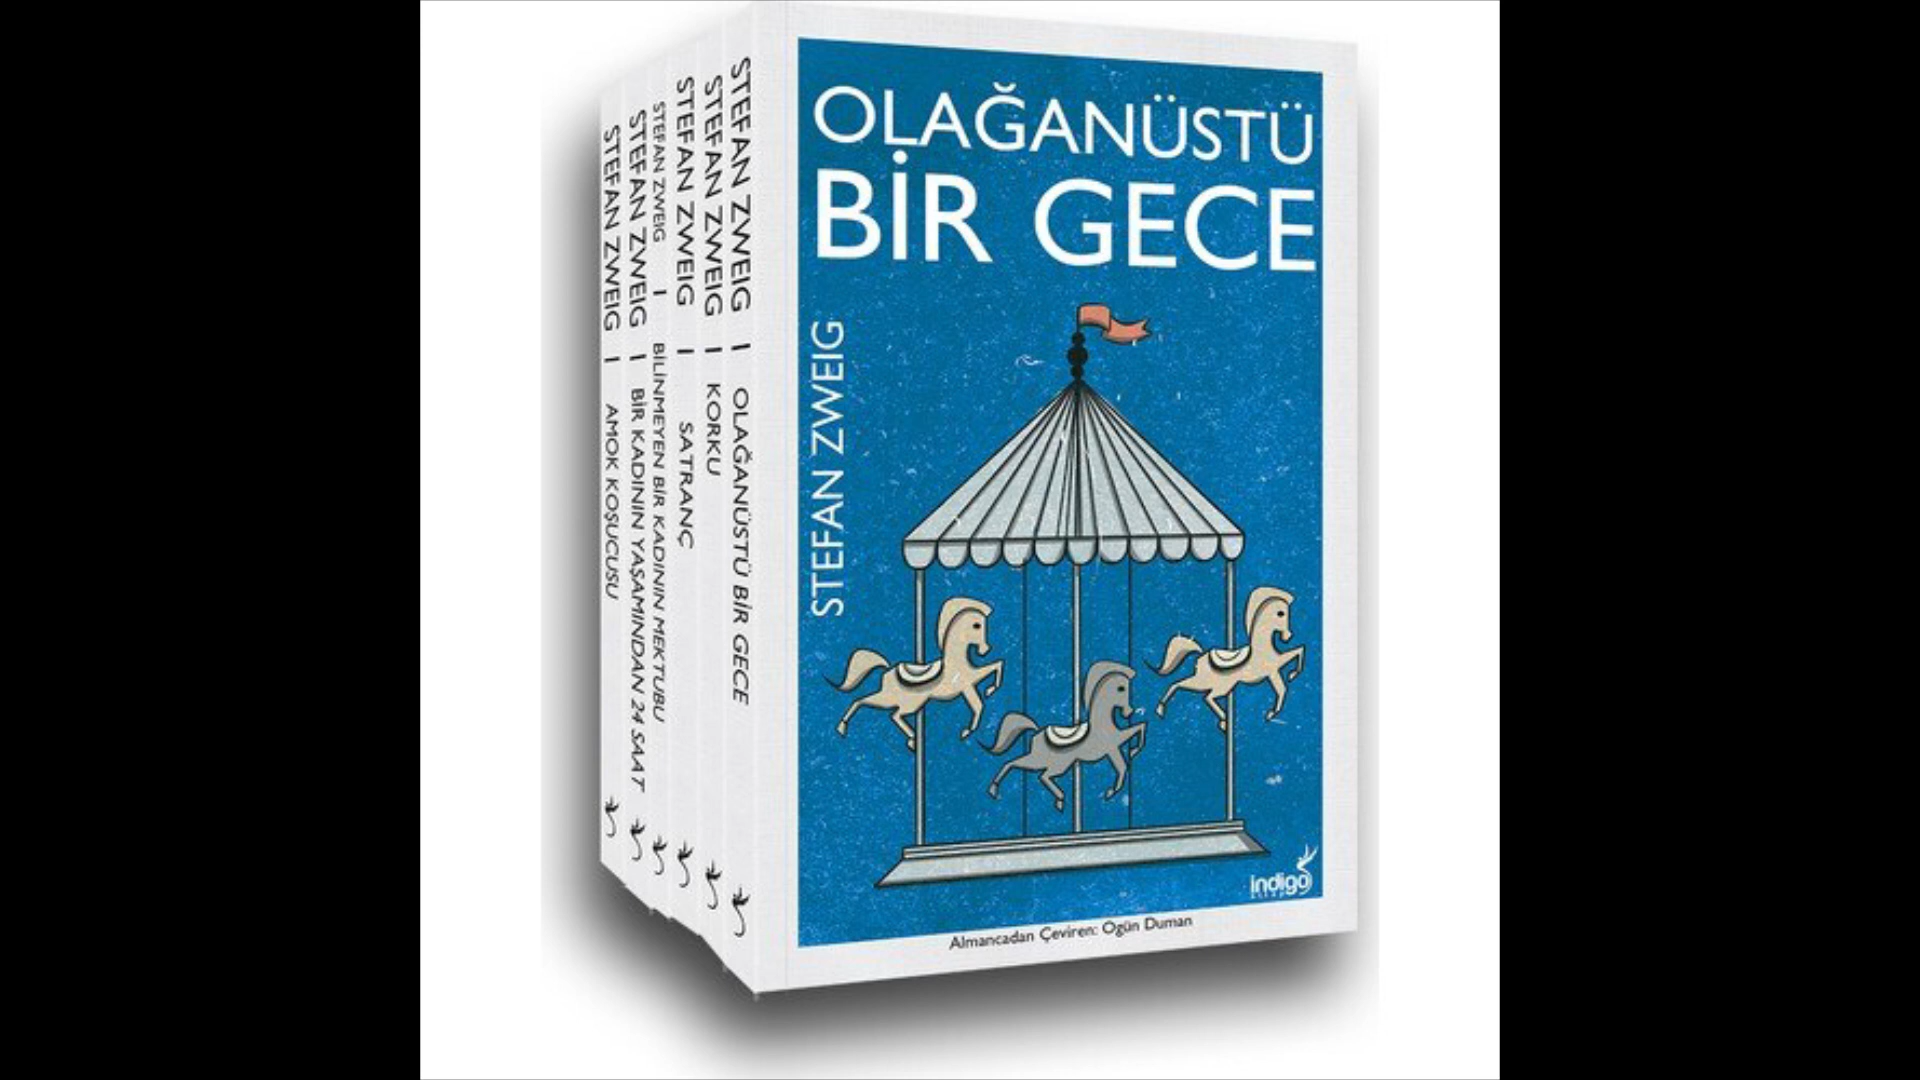 STEFAN ZWEIG I AMOK KOŞUCUSU
STEFAN ZWEIG I BİR KADININ YAŞAMINDAN 24 SAAT
STEFAN ZWEIG I BİLİNMEYEN BİR KADININ MEKTUBU
STEFAN ZWEIG I SATRANÇ
STEFAN ZWEIG I KORKU
STEFAN ZWEIG I OLAĞANÜSTÜ BİR GECE
OLAĞANÜSTÜ
BİR GECE
STEFAN ZWEIG
indigo
kitap
Almancadan Çeviren: Ogün Duman